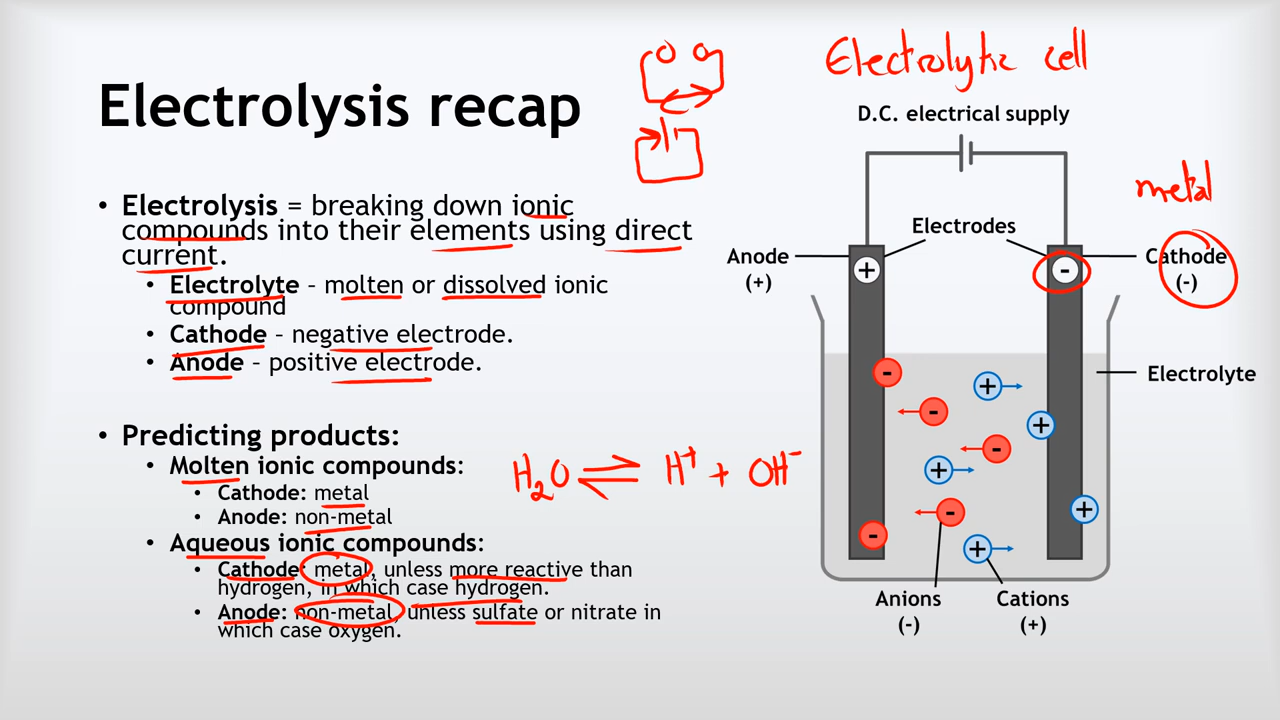 Electrolysis recap
• Electrolysis = breaking down ionic
compounds into their elements using direct
current.
• Electrolyte – molten or dissolved ionic
compound
• Cathode – negative electrode.
• Anode – positive electrode.
• Predicting products:
• Molten ionic compounds:
• Cathode: metal
• Anode: non-metal
• Aqueous ionic compounds:
• Cathode: metal, unless more reactive than
hydrogen, in which case hydrogen.
• Anode: non-metal, unless sulfate or nitrate in
which case oxygen.
H₂O ⇌ H⁺ + OH⁻
Electrolytic cell
D.C. electrical supply
metal
Electrodes
Anode
(+)
+
-
Cathode
(-)
-
+
-
+
-
+
-
+
-
+
Electrolyte
Anions
(-)
Cations
(+)